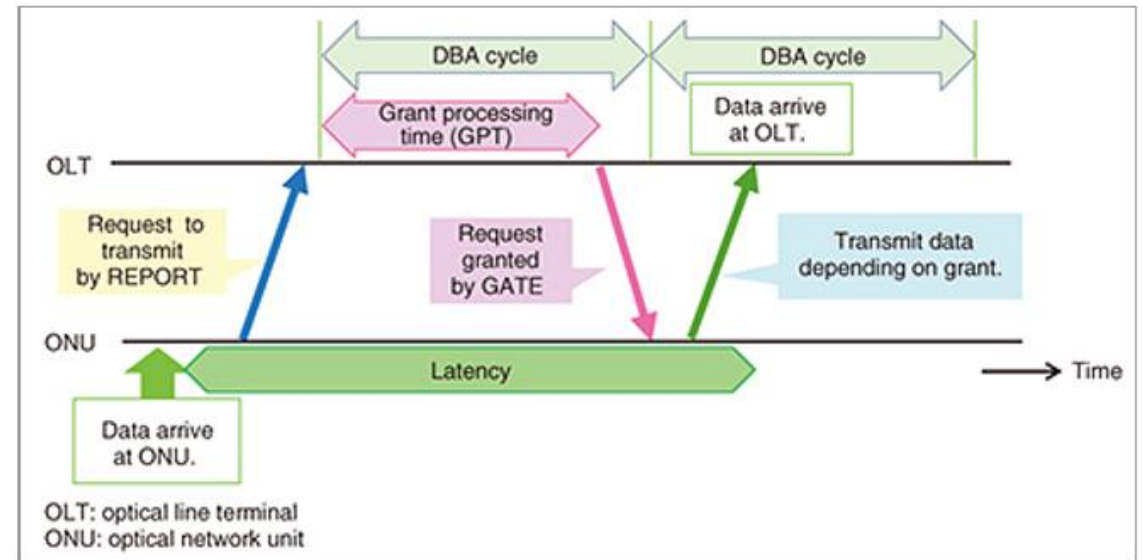 DBA cycle
DBA cycle
Grant processing
time (GPT)
Data arrive
at OLT.
OLT
Request to
transmit
by REPORT
Request
granted
by GATE
Transmit data
depending on grant.
ONU
Latency
Time
Data arrive
at ONU.
OLT: optical line terminal
ONU: optical network unit